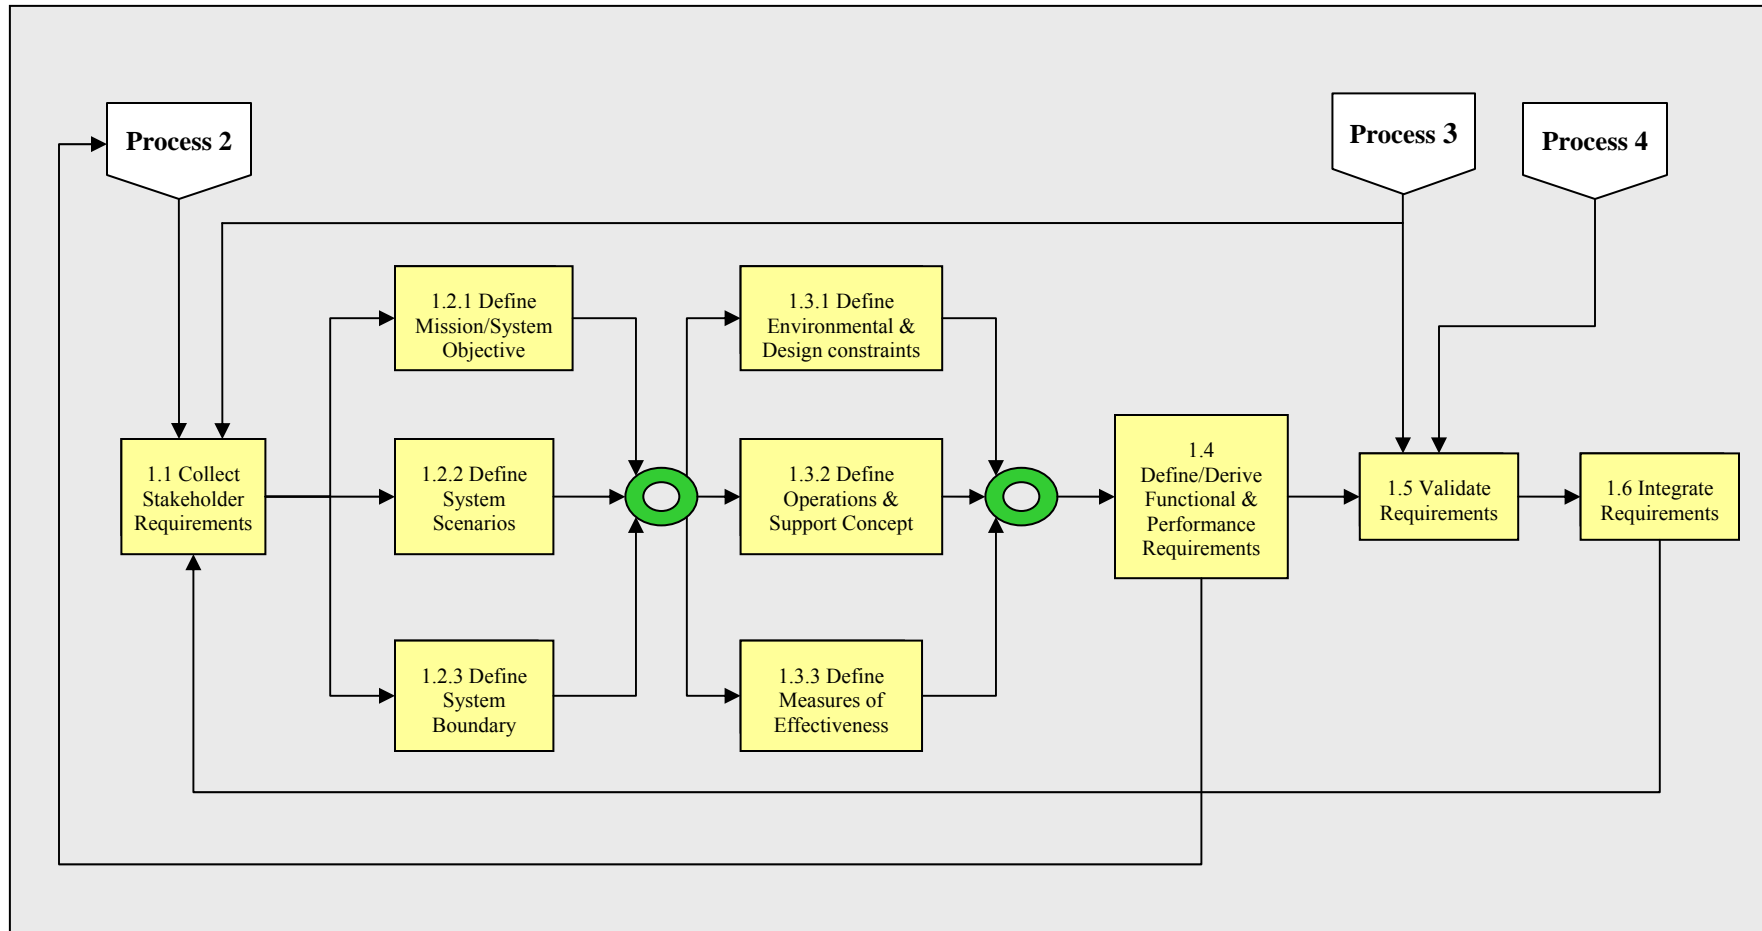 Process 2
Process 3
Process 4
1.2.1 Define
Mission/System
Objective
1.3.1 Define
Environmental &
Design constraints
1.1 Collect
Stakeholder
Requirements
1.2.2 Define
System
Scenarios
1.3.2 Define
Operations &
Support Concept
1.4
Define/Derive
Functional &
Performance
Requirements
1.5 Validate
Requirements
1.6 Integrate
Requirements
1.2.3 Define
System
Boundary
1.3.3 Define
Measures of
Effectiveness